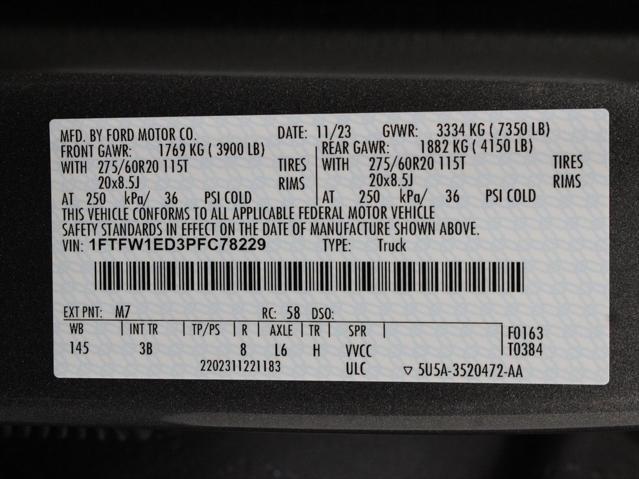 MFD. BY FORD MOTOR CO. DATE: 11/23 GVWR: 3334 KG ( 7350 LB)
FRONT GAWR: 1769 KG ( 3900 LB) REAR GAWR: 1882 KG ( 4150 LB)
WITH 275/60R20 115T TIRES WITH 275/60R20 115T TIRES
20x8.5J RIMS 20x8.5J RIMS
AT 250 kPa/ 36 PSI COLD AT 250 kPa/ 36 PSI COLD
THIS VEHICLE CONFORMS TO ALL APPLICABLE FEDERAL MOTOR VEHICLE
SAFETY STANDARDS IN EFFECT ON THE DATE OF MANUFACTURE SHOWN ABOVE.
VIN: 1FTFW1ED3PFC78229 TYPE: Truck
EXT PNT: M7 RC: 58 DSO:
WB INT TR TP/PS R AXLE TR SPR F0163
145 3B 8 L6 H VVCC T0384
2202311221183 ULC ▽ 5U5A-3520472-AA